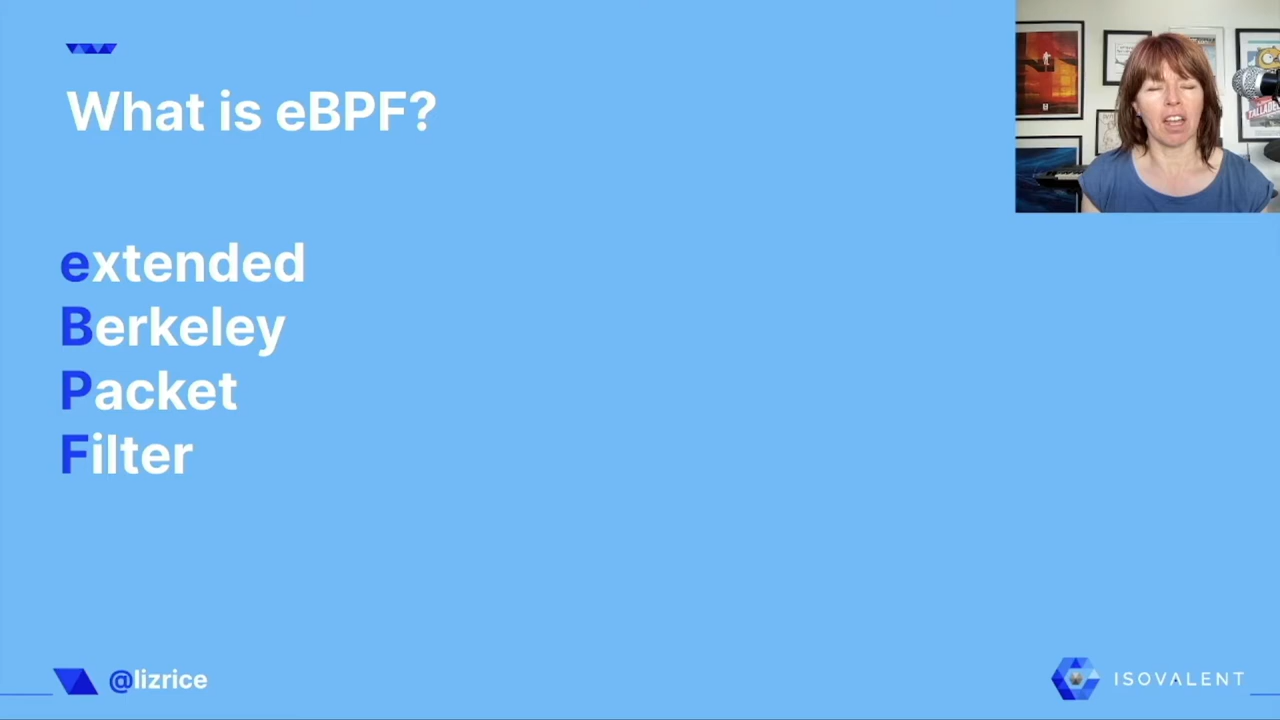 What is eBPF?
extended
Berkeley
Packet
Filter
@lizrice
ISOVALENT